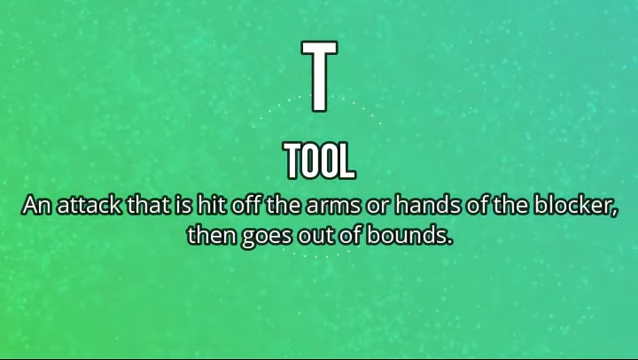 T
TOOL
An attack that is hit off the arms or hands of the blocker,
then goes out of bounds.